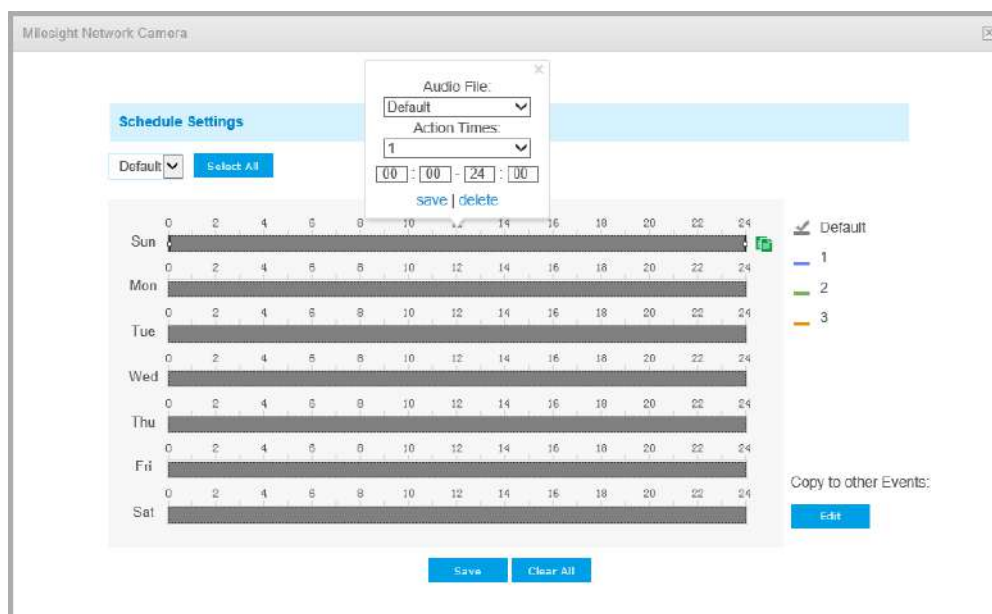 Milesight Network Camera
Audio File:
Default
Action Times:
1
00 : 00 - 24 : 00
save | delete
Schedule Settings
Default Select All
0 2 4 6 8 10 12 14 16 18 20 22 24
Sun
Default
0 2 4 6 8 10 12 14 16 18 20 22 24
Mon
1
0 2 4 6 8 10 12 14 16 18 20 22 24
Tue
2
0 2 4 6 8 10 12 14 16 18 20 22 24
Wed
3
0 2 4 6 8 10 12 14 16 18 20 22 24
Thu
0 2 4 6 8 10 12 14 16 18 20 22 24
Fri
0 2 4 6 8 10 12 14 16 18 20 22 24
Sat
Copy to other Events:
Edit
Save Clear All